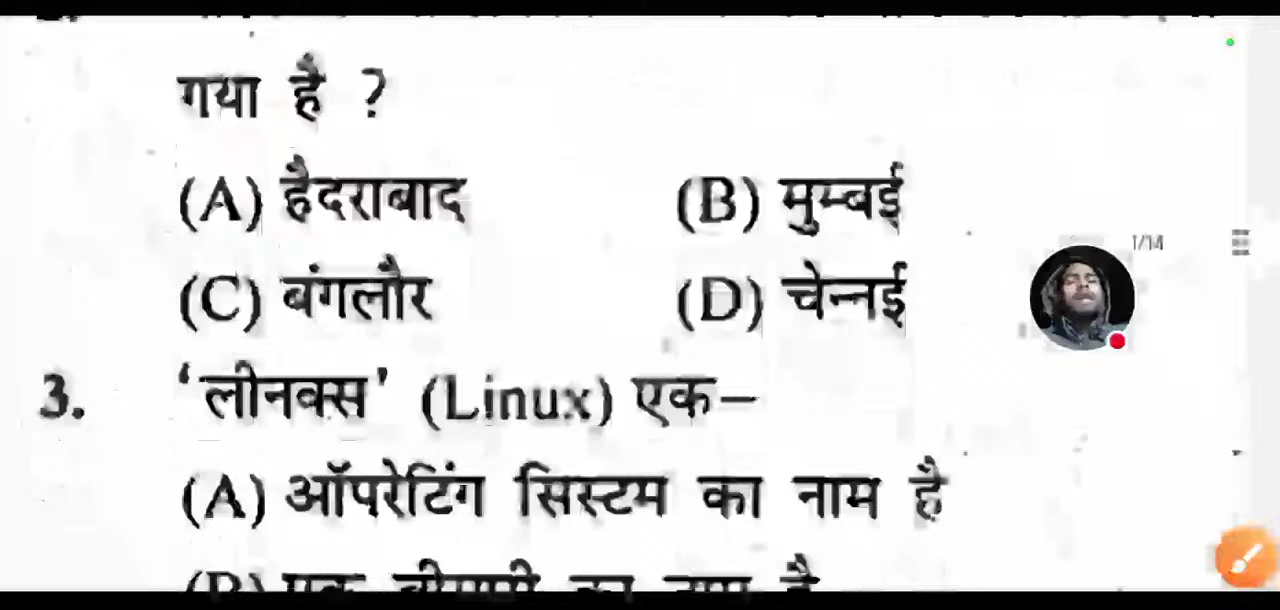 गया है ?
(A) हैदराबाद (B) मुम्बई
1/14
(C) बंगलौर (D) चेन्नई
3. ‘लीनक्स’ (Linux) एक–
(A) ऑपरेटिंग सिस्टम का नाम है